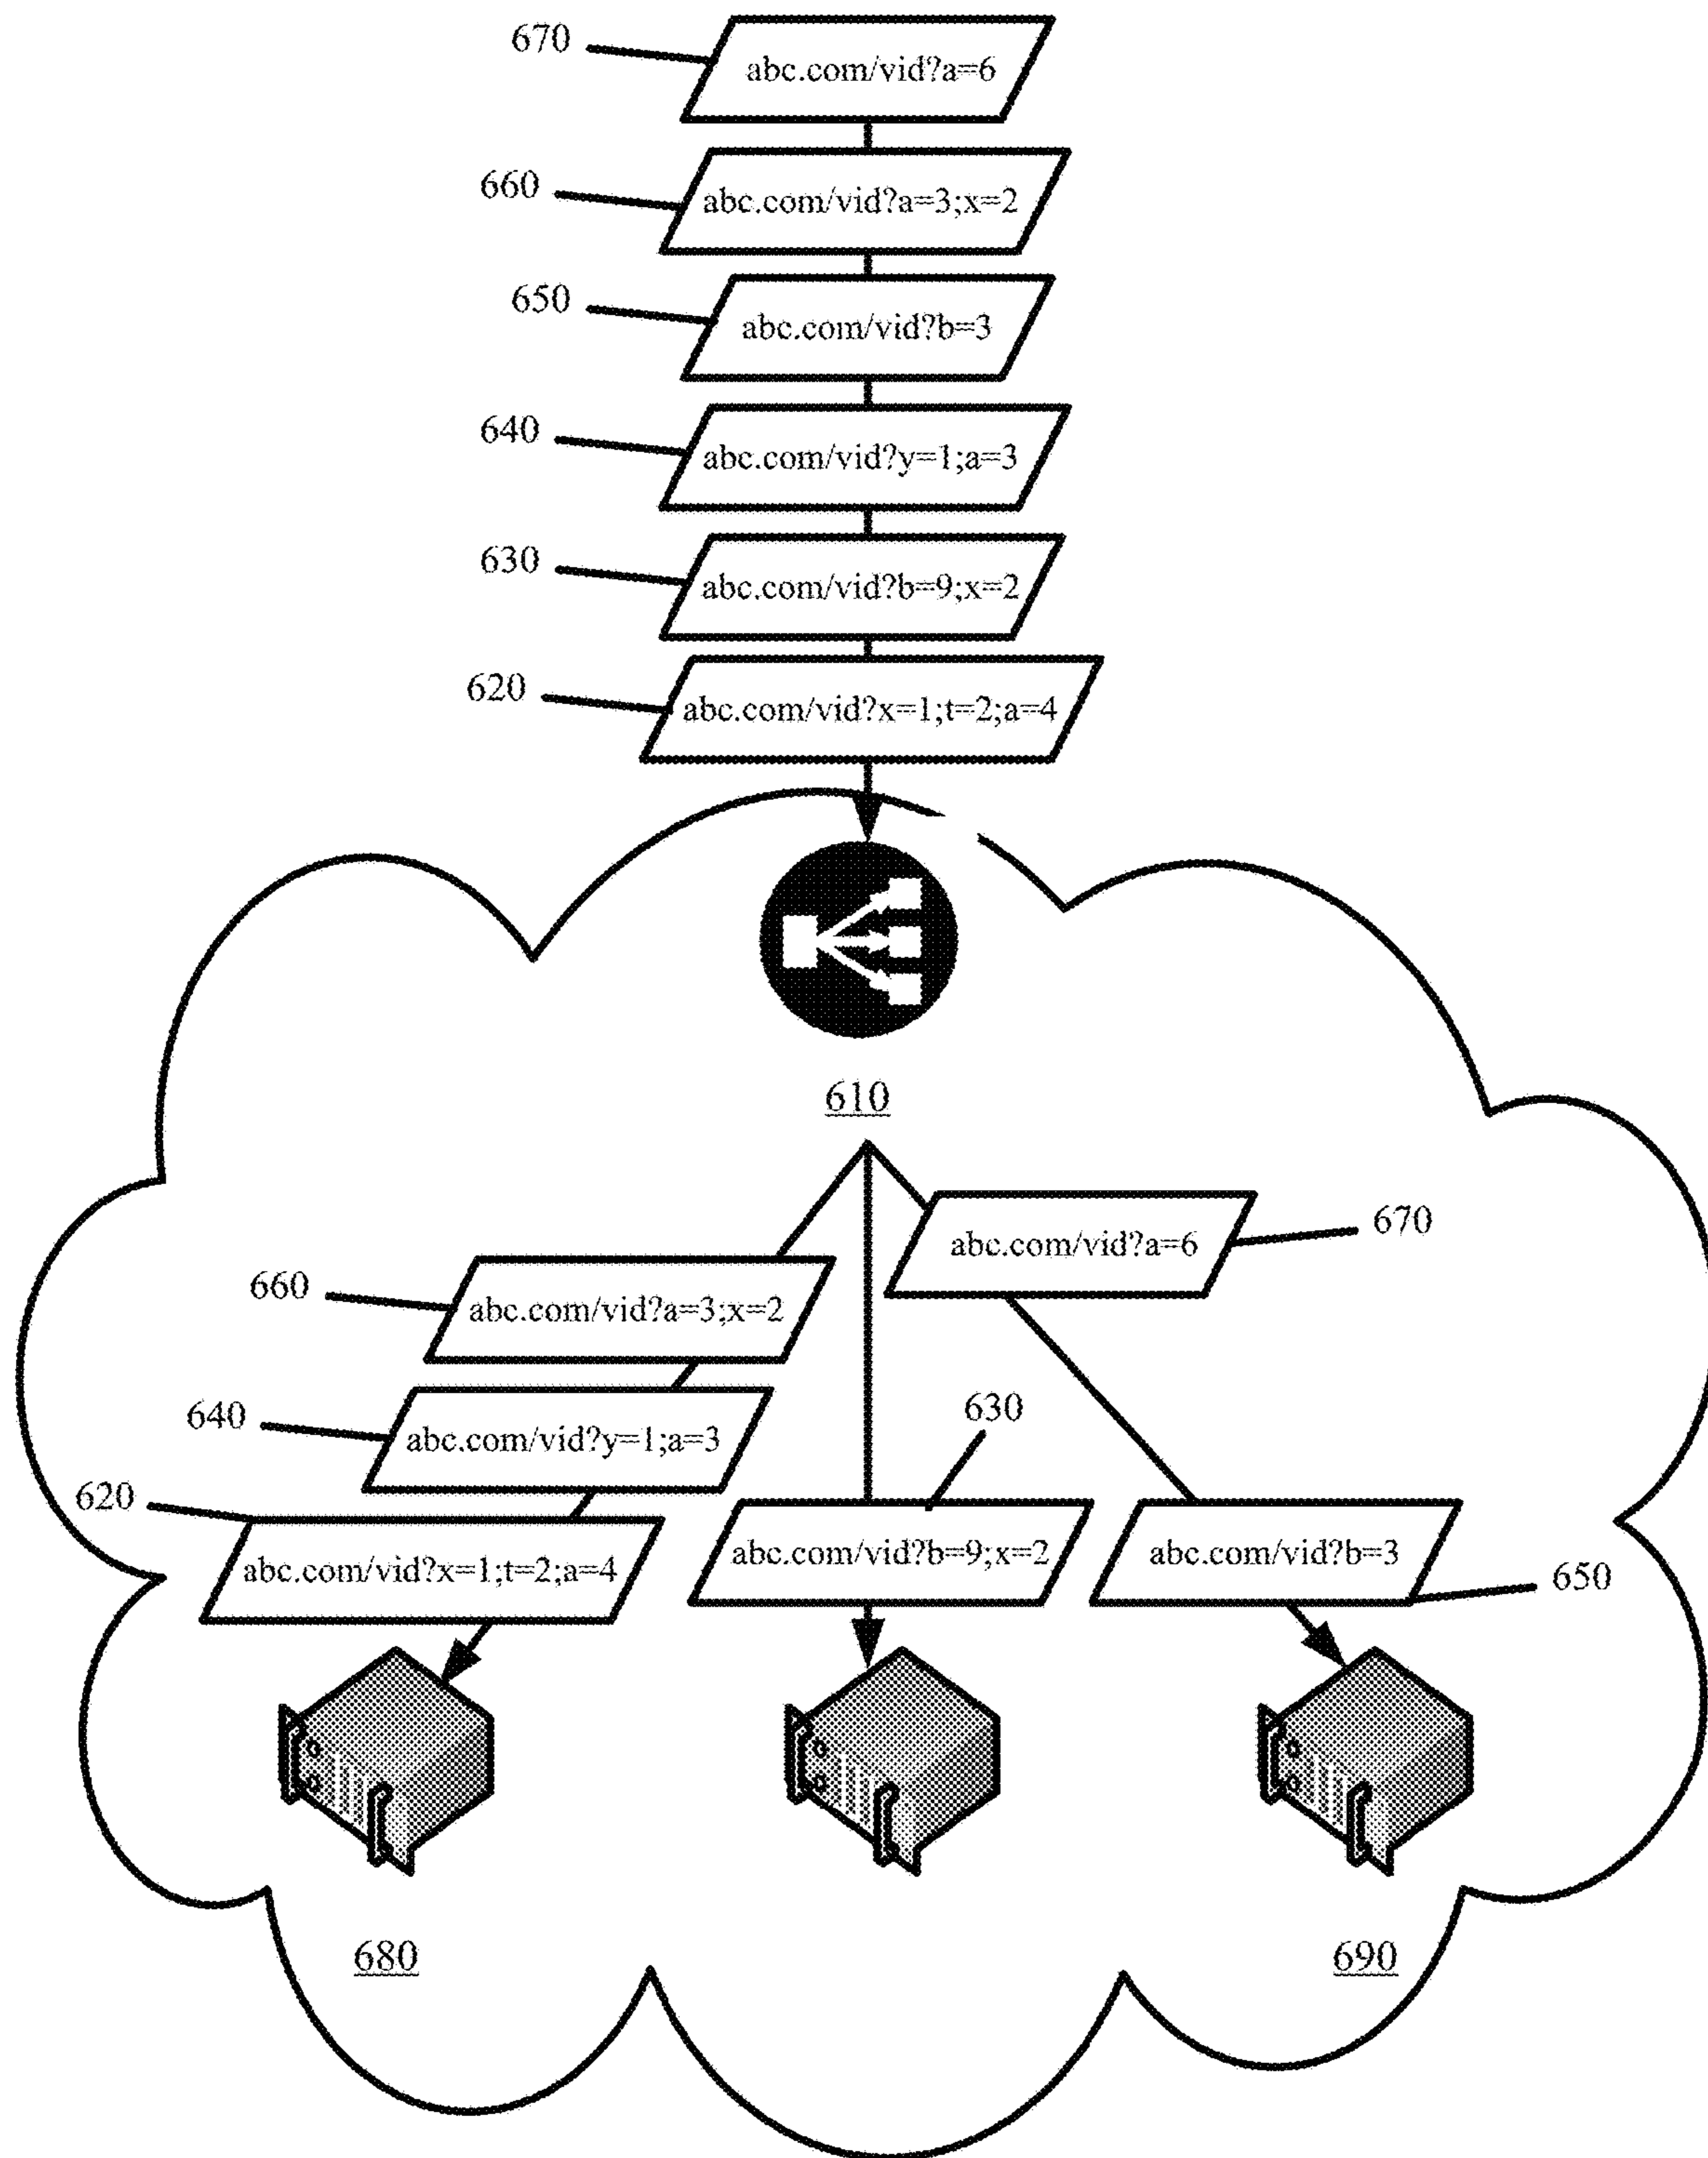 670
abc.com/vid?a=6
660
abc.com/vid?a=3;x=2
650
abc.com/vid?b=3
640
abc.com/vid?y=1;a=3
630
abc.com/vid?b=9;x=2
620
abc.com/vid?x=1;t=2;a=4
610
abc.com/vid?a=6
670
660
abc.com/vid?a=3;x=2
640
abc.com/vid?y=1;a=3
630
620
abc.com/vid?x=1;t=2;a=4
abc.com/vid?b=9;x=2
abc.com/vid?b=3
650
680
690